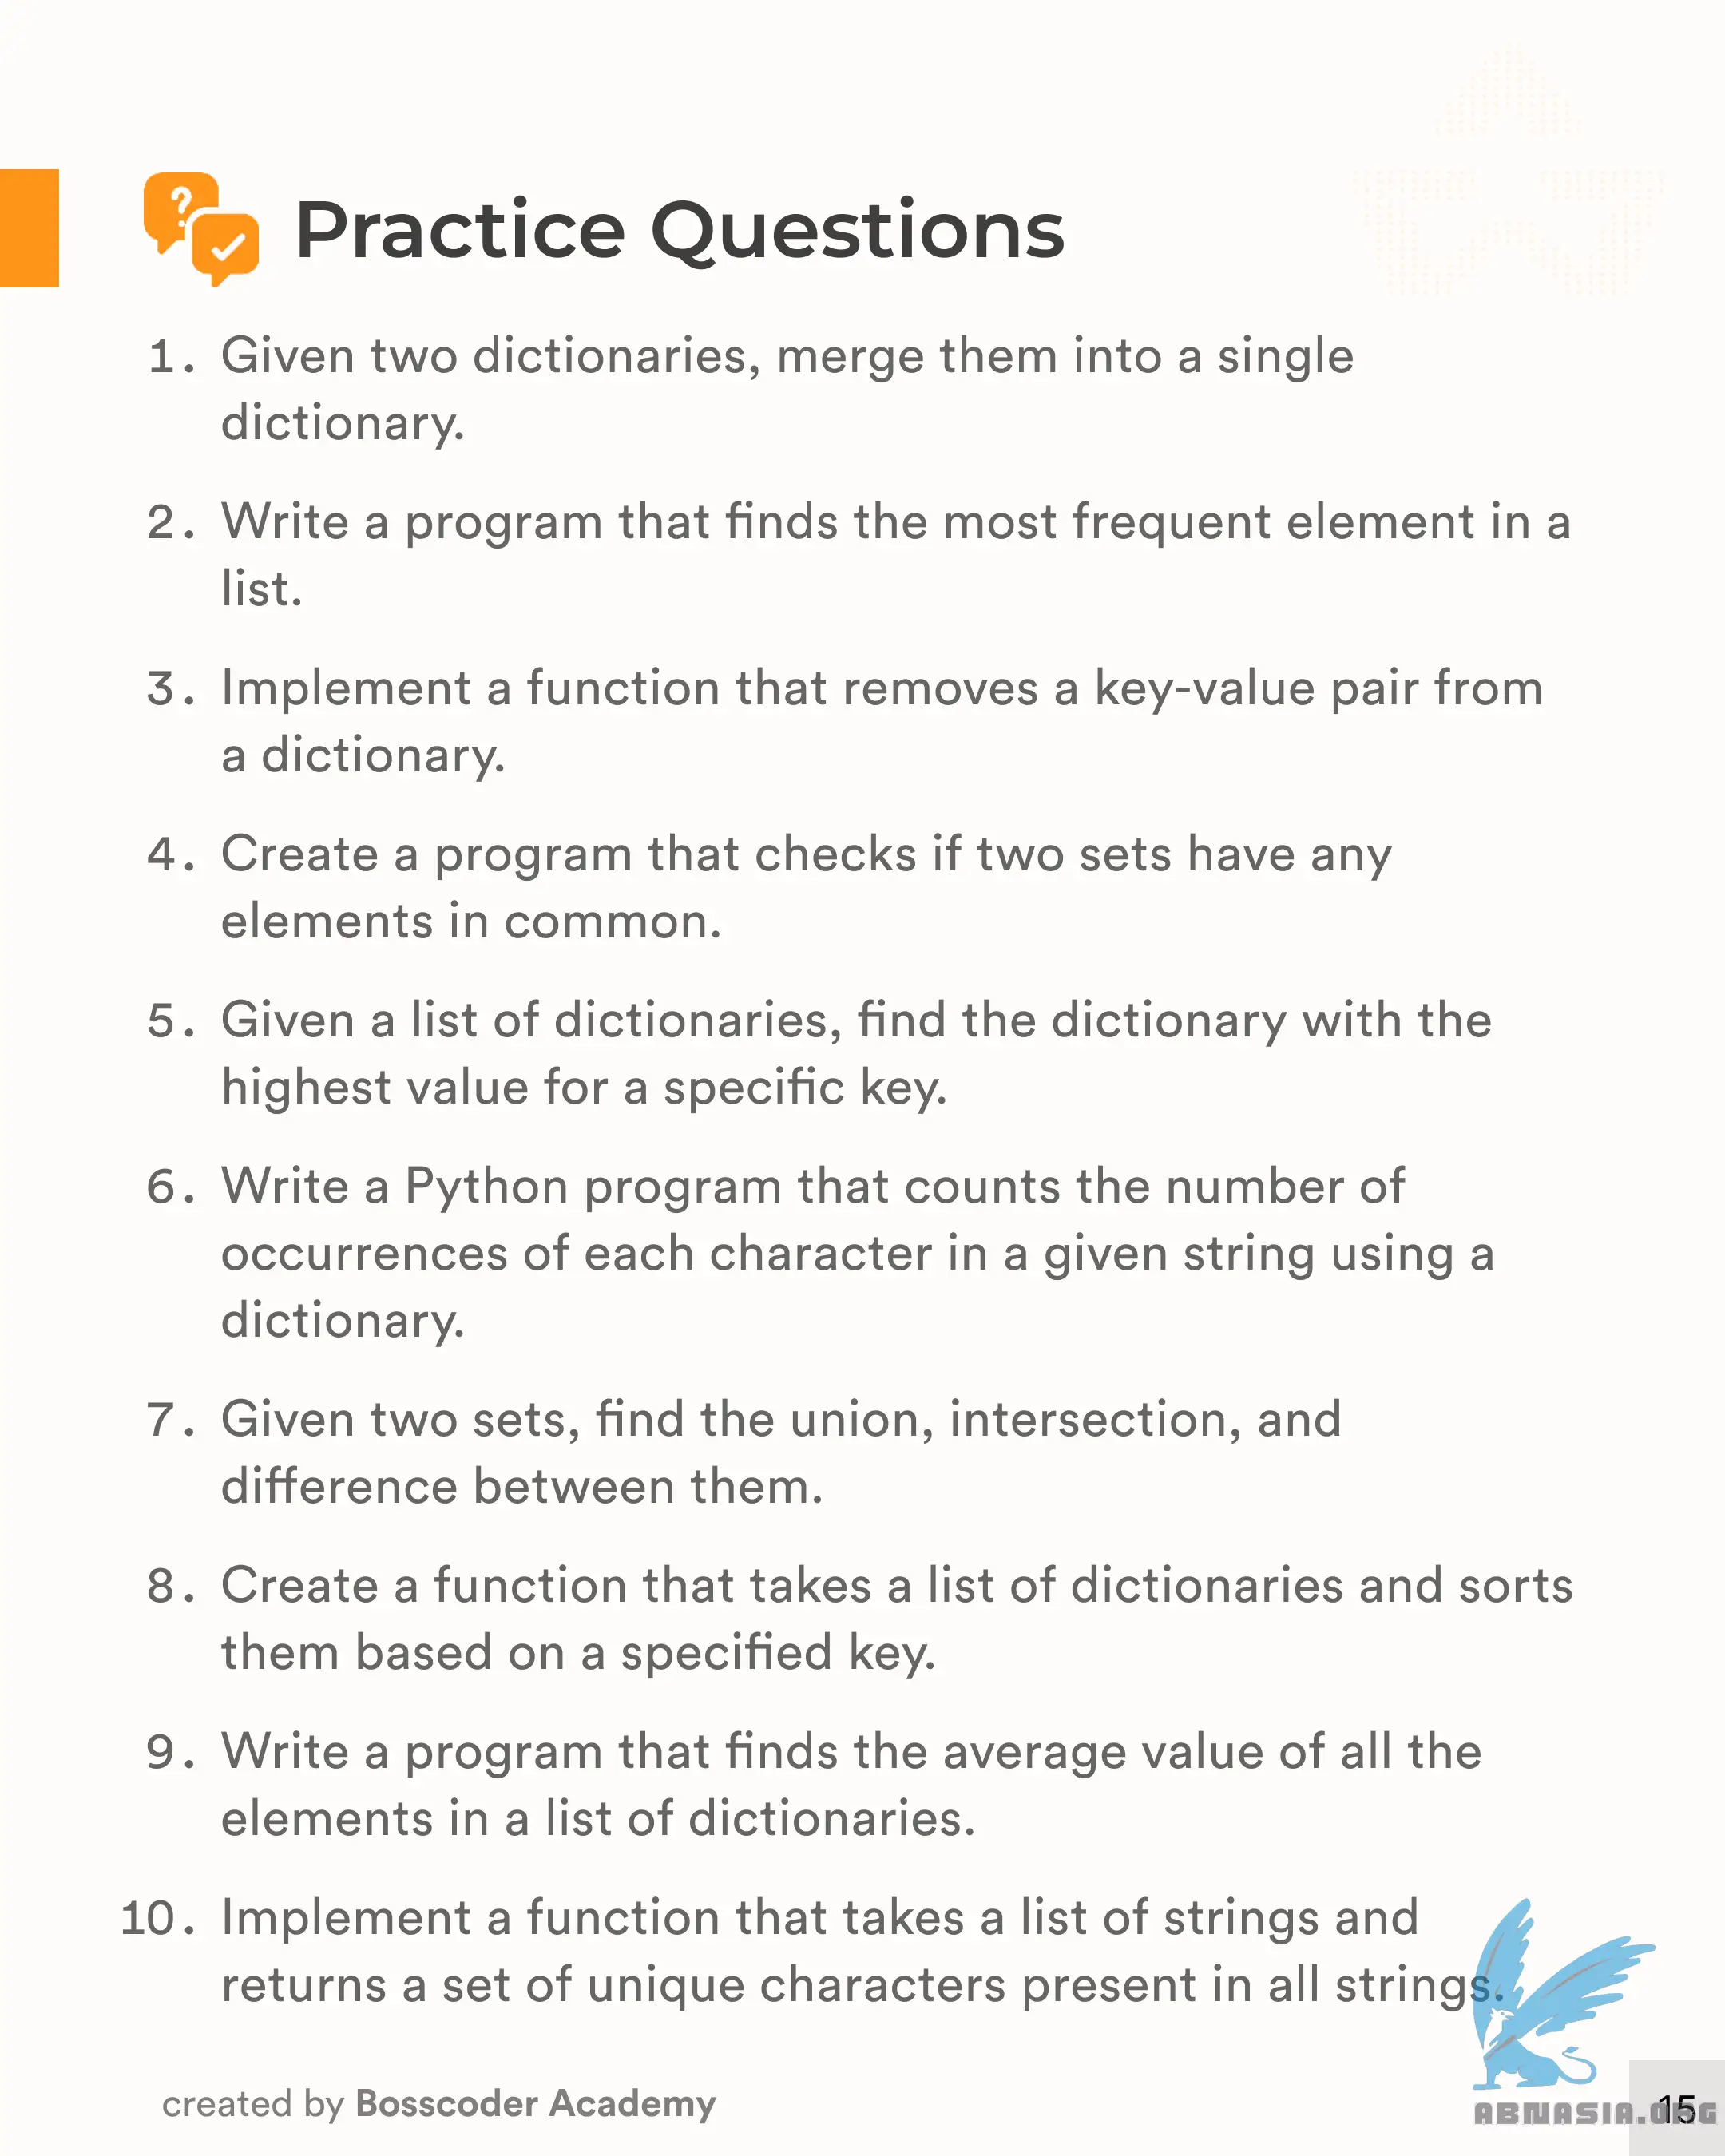 Practice Questions
1. Given two dictionaries, merge them into a single
dictionary.
2. Write a program that finds the most frequent element in a
list.
3. Implement a function that removes a key-value pair from
a dictionary.
4. Create a program that checks if two sets have any
elements in common.
5. Given a list of dictionaries, find the dictionary with the
highest value for a specific key.
6. Write a Python program that counts the number of
occurrences of each character in a given string using a
dictionary.
7. Given two sets, find the union, intersection, and
difference between them.
8. Create a function that takes a list of dictionaries and sorts
them based on a specified key.
9. Write a program that finds the average value of all the
elements in a list of dictionaries.
10. Implement a function that takes a list of strings and
returns a set of unique characters present in all strings.
created by Bosscoder Academy
15
ABNASIA.ORG